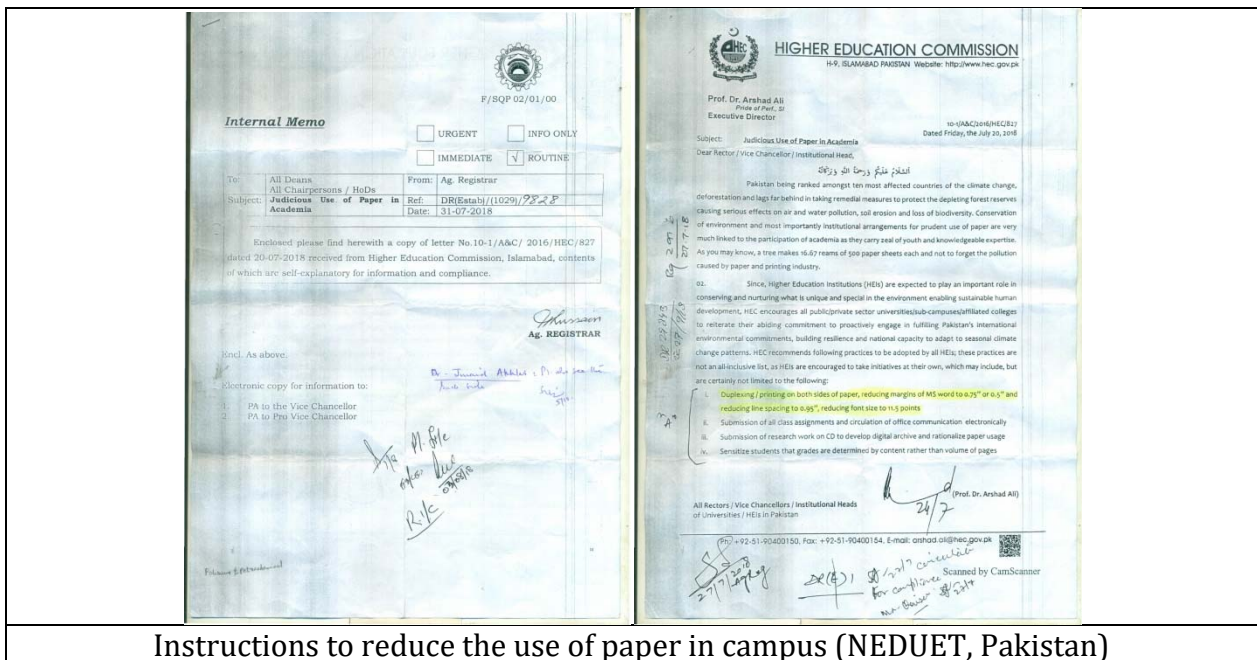 F/SQP 02/01/00
Internal Memo
URGENT
INFO ONLY
IMMEDIATE
√ ROUTINE
To: All Deans
All Chairpersons / HoDs
From: Ag. Registrar
Subject: Judicious Use of Paper in Academia
Ref: DR(Estab)/(1029)/9828
Date: 31-07-2018
Enclosed please find herewith a copy of letter No.10-1/A&C/ 2016/HEC/827
dated 20-07-2018 received from Higher Education Commission, Islamabad, contents
of which are self-explanatory for information and compliance.
Ag. REGISTRAR
Encl. As above.
Electronic copy for information to:
1. PA to the Vice Chancellor
2. PA to Pro Vice Chancellor
HEC
HIGHER EDUCATION COMMISSION
H-9, ISLAMABAD PAKISTAN Website: http://www.hec.gov.pk
Prof. Dr. Arshad Ali
Pride of Perf., SI
Executive Director
10-1/A&C/2016/HEC/827
Dated Friday, the July 20, 2018
Subject: Judicious Use of Paper in Academia
Dear Rector / Vice Chancellor / Institutional Head,
Pakistan being ranked amongst ten most affected countries of the climate change,
deforestation and lags far behind in taking remedial measures to protect the depleting forest reserves
causing serious effects on air and water pollution, soil erosion and loss of biodiversity. Conservation
of environment and most importantly institutional arrangements for prudent use of paper are very
much linked to the participation of academia as they carry zeal of youth and knowledgeable expertise.
As you may know, a tree makes 16.67 reams of 500 paper sheets each and not to forget the pollution
caused by paper and printing industry.
02. Since, Higher Education Institutions (HEIs) are expected to play an important role in
conserving and nurturing what is unique and special in the environment enabling sustainable human
development, HEC encourages all public/private sector universities/sub-campuses/affiliated colleges
to reiterate their abiding commitment to proactively engage in fulfilling Pakistan's international
environmental commitments, building resilience and national capacity to adapt to seasonal climate
change patterns. HEC recommends following practices to be adopted by all HEIs; these practices are
not an all-inclusive list, as HEIs are encouraged to take initiatives at their own, which may include, but
are certainly not limited to the following:
i. Duplexing / printing on both sides of paper, reducing margins of MS word to 0.75" or 0.5" and
reducing line spacing to 0.95", reducing font size to 11.5 points
ii. Submission of all class assignments and circulation of office communication electronically
iii. Submission of research work on CD to develop digital archive and rationalize paper usage
iv. Sensitize students that grades are determined by content rather than volume of pages
(Prof. Dr. Arshad Ali)
24/7
All Rectors / Vice Chancellors / Institutional Heads
of Universities / HEIs in Pakistan
Ph: +92-51-90400150, Fax: +92-51-90400154, E-mail: arshad.ali@hec.gov.pk
27/7/2018
Scanned by CamScanner
Instructions to reduce the use of paper in campus (NEDUET, Pakistan)